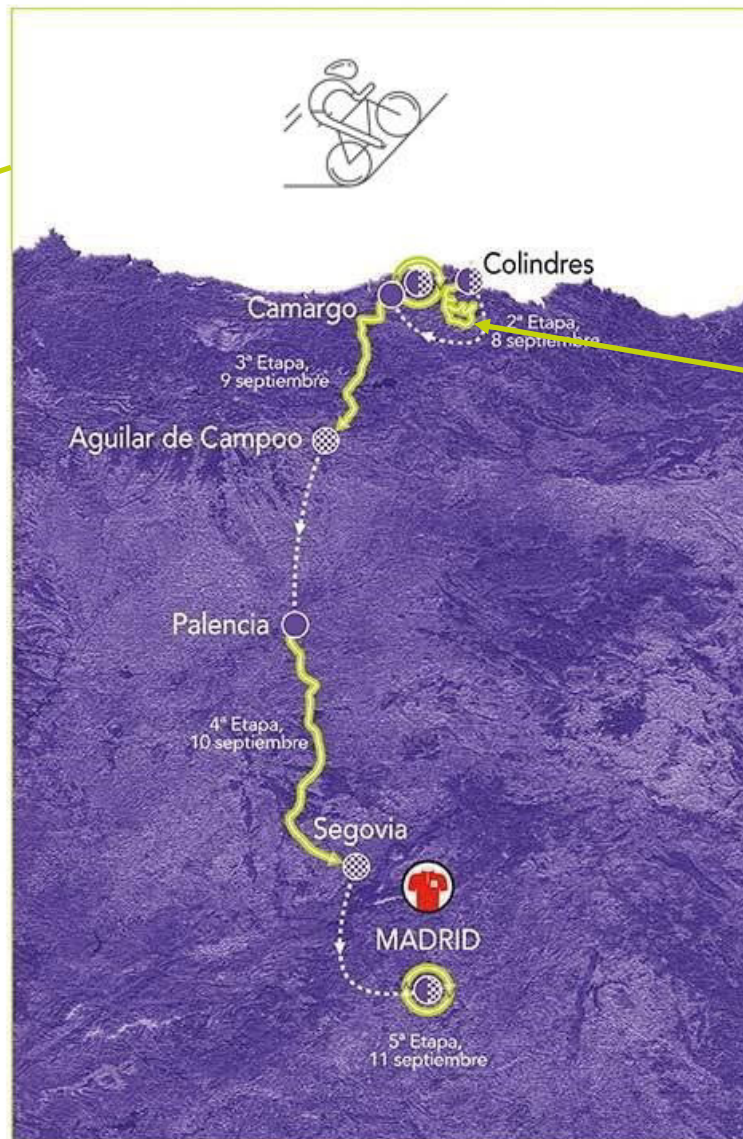 Colindres
Camargo
2ª Etapa,
8 septiembre
3ª Etapa,
9 septiembre
Aguilar de Campoo
Palencia
4ª Etapa,
10 septiembre
Segovia
MADRID
5ª Etapa,
11 septiembre